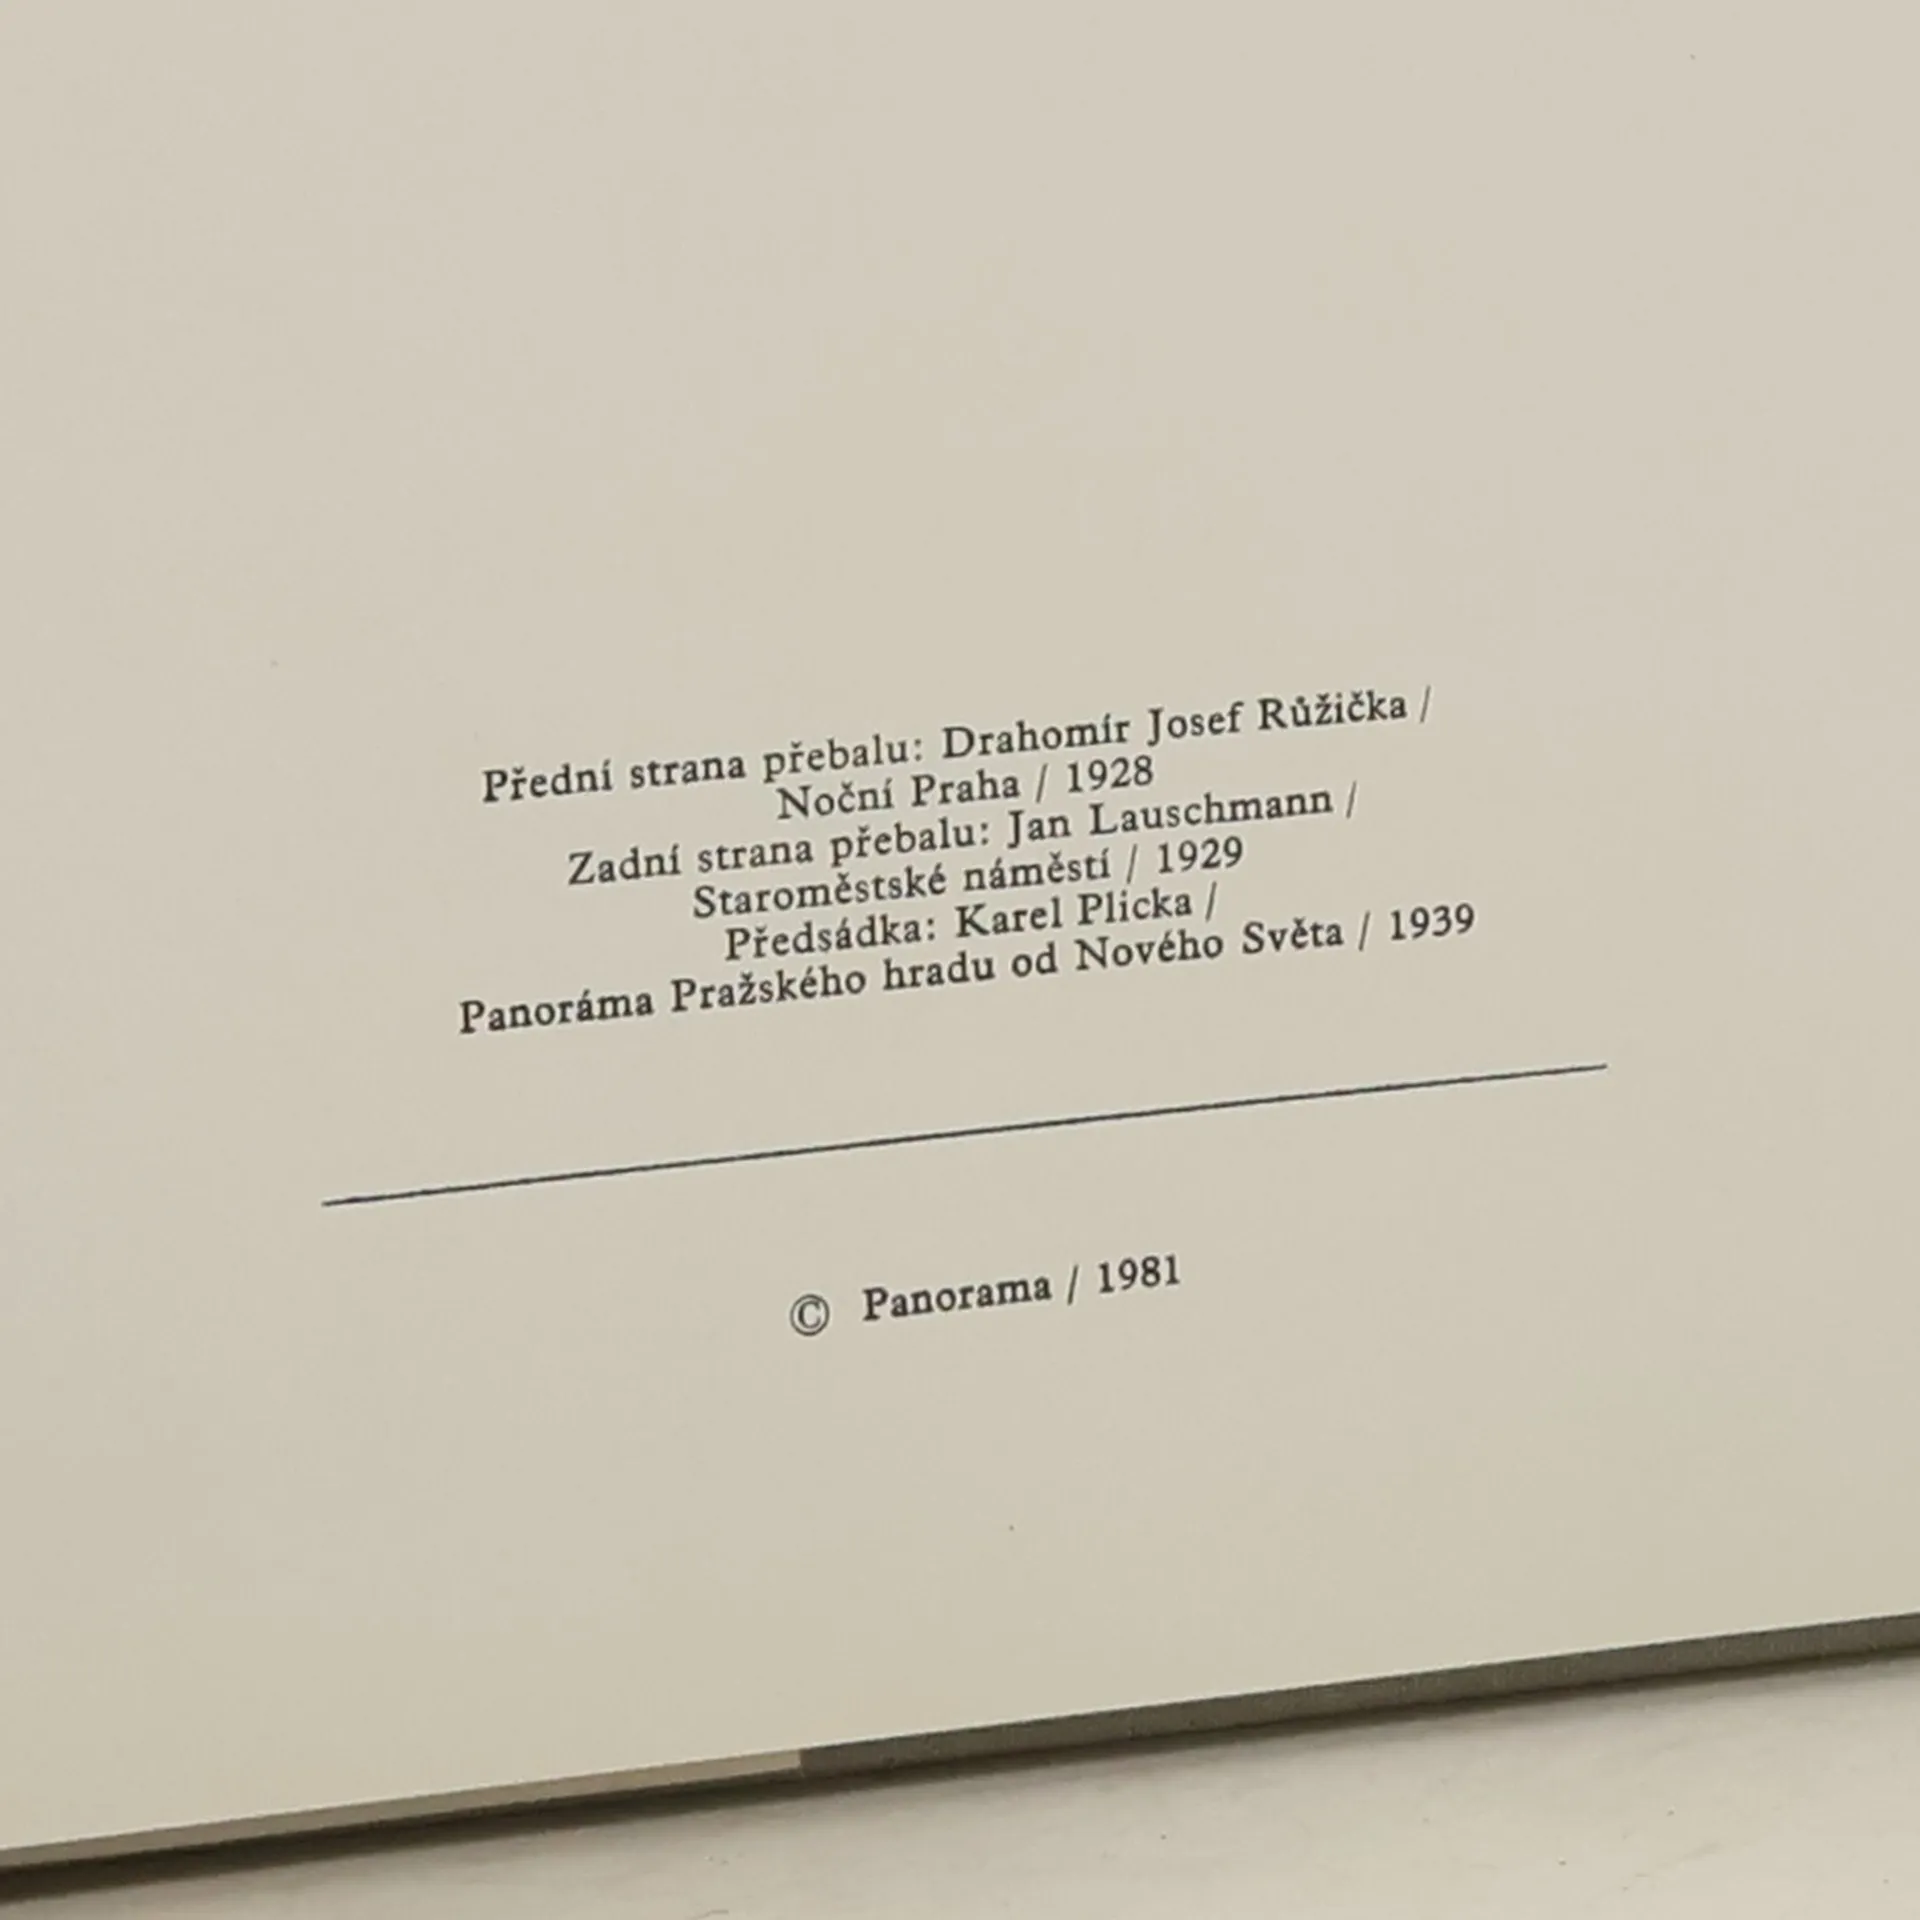 Přední strana přebalu: Drahomír Josef Růžička /
Noční Praha / 1928
Zadní strana přebalu: Jan Lauschmann /
Staroměstské náměstí / 1929
Předsádka: Karel Plicka /
Panoráma Pražského hradu od Nového Světa / 1939
© Panorama / 1981